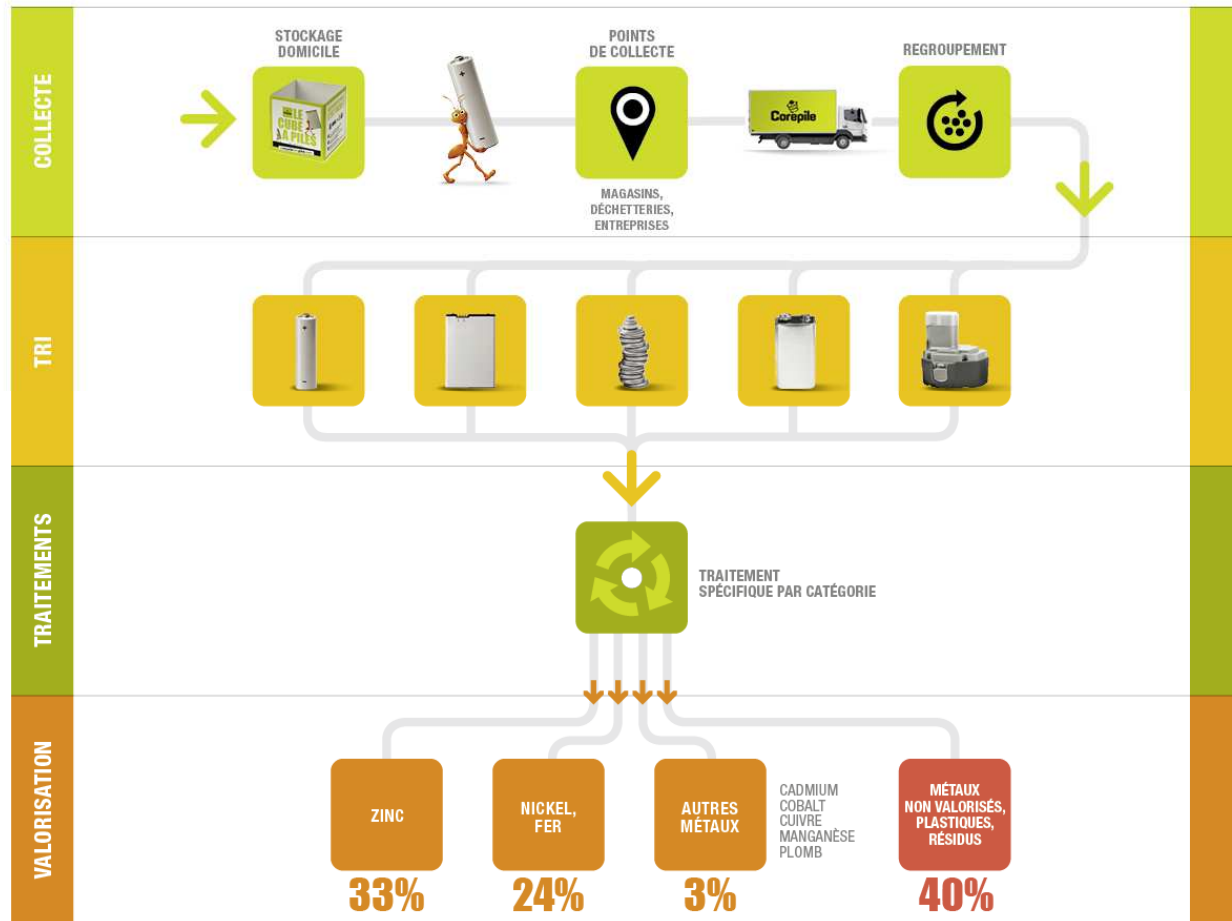 COLLECTE
STOCKAGE
DOMICILE
LE
CUBE
À PILES
POINTS
DE COLLECTE
MAGASINS,
DÉCHETTERIES,
ENTREPRISES
Corepile
REGROUPEMENT
TRI
TRAITEMENTS
TRAITEMENT
SPÉCIFIQUE PAR CATÉGORIE
VALORISATION
ZINC
33%
NICKEL,
FER
24%
AUTRES
MÉTAUX
3%
CADMIUM
COBALT
CUIVRE
MANGANÈSE
PLOMB
MÉTAUX
NON VALORISÉS,
PLASTIQUES,
RÉSIDUS
40%